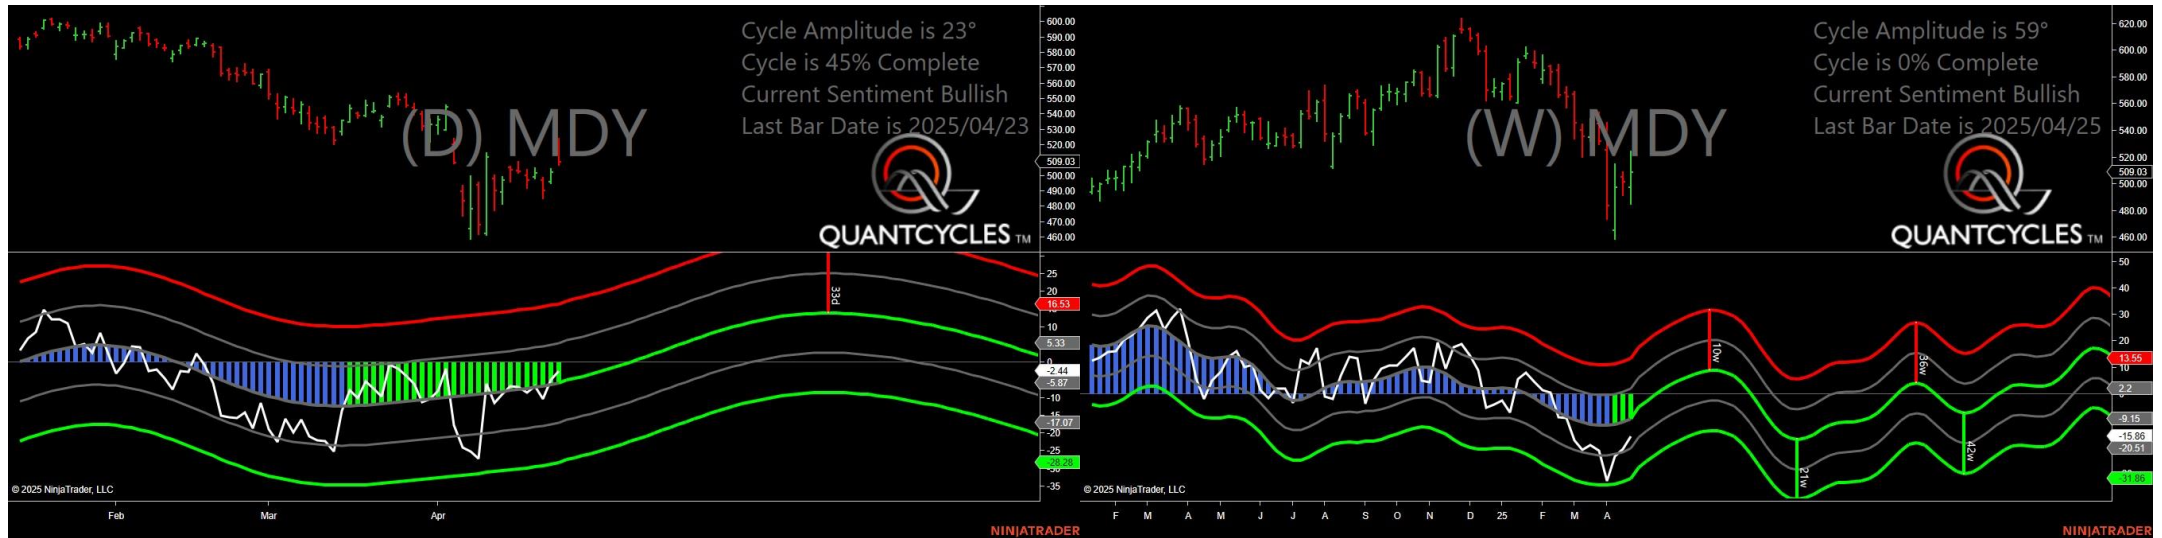 Cycle Amplitude is 23°
Cycle is 45% Complete
Current Sentiment Bullish
Last Bar Date is 2025/04/23
(D) MDY
QUANTCYCLES TM
600.00
590.00
580.00
570.00
560.00
550.00
540.00
530.00
520.00
509.03
500.00
490.00
480.00
470.00
460.00
33d
25
20
16.53
10
5.33
0
-2.44
-5.87
-10
-15
-17.07
-20
-25
-28.28
-30
-35
© 2025 NinjaTrader, LLC
Feb
Mar
Apr
NINJATRADER
Cycle Amplitude is 59°
Cycle is 0% Complete
Current Sentiment Bullish
Last Bar Date is 2025/04/25
(W) MDY
QUANTCYCLES TM
620.00
600.00
580.00
560.00
540.00
520.00
509.03
500.00
480.00
460.00
10w
21w
36w
42w
50
40
30
20
13.55
10
2.2
0
-9.15
-15.86
-20.51
-31.86
© 2025 NinjaTrader, LLC
F
M
A
M
J
J
A
S
O
N
D
25
F
M
A
NINJATRADER